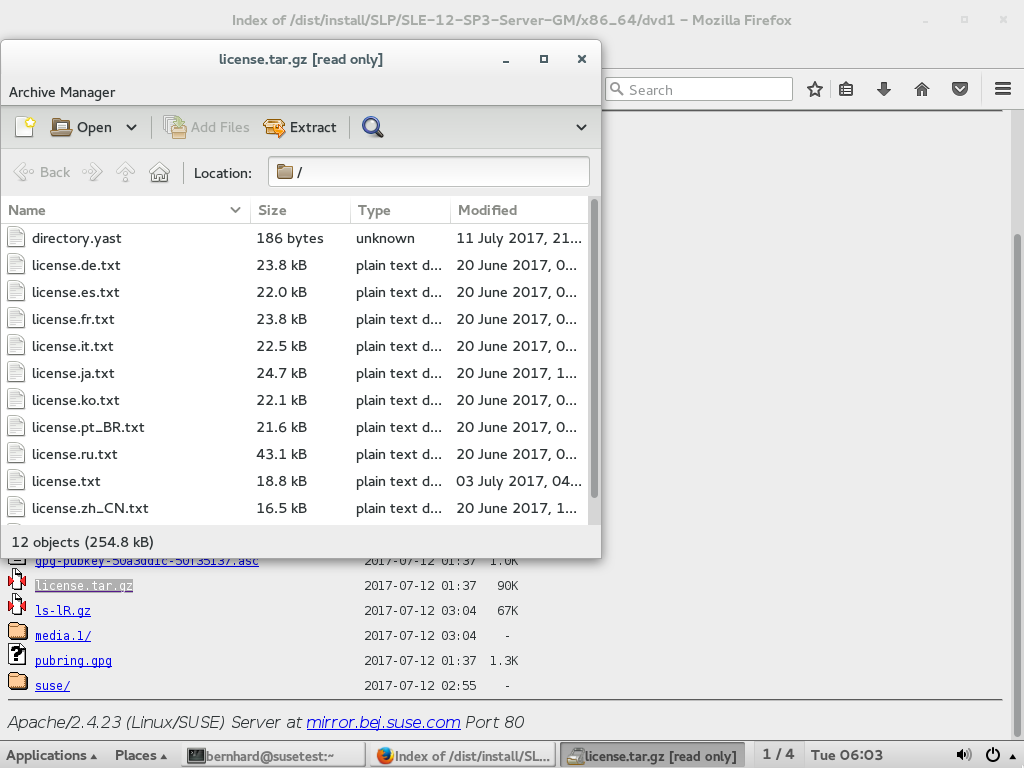 Index of /dist/install/SLP/SLE-12-SP3-Server-GM/x86_64/dvd1 – Mozilla Firefox
license.tar.gz [read only]
Archive Manager
Search
Open Add Files Extract
Back Location: /
Name Size Type Modified
directory.yast 186 bytes unknown 11 July 2017, 21...
license.de.txt 23.8 kB plain text d... 20 June 2017, 0...
license.es.txt 22.0 kB plain text d... 20 June 2017, 0...
license.fr.txt 23.8 kB plain text d... 20 June 2017, 0...
license.it.txt 22.5 kB plain text d... 20 June 2017, 0...
license.ja.txt 24.7 kB plain text d... 20 June 2017, 1...
license.ko.txt 22.1 kB plain text d... 20 June 2017, 0...
license.pt_BR.txt 21.6 kB plain text d... 20 June 2017, 0...
license.ru.txt 43.1 kB plain text d... 20 June 2017, 0...
license.txt 18.8 kB plain text d... 03 July 2017, 04...
license.zh_CN.txt 16.5 kB plain text d... 20 June 2017, 1...
12 objects (254.8 kB)
2017-07-12 01:37 1.0K
license.tar.gz 2017-07-12 01:37 90K
ls-lR.gz 2017-07-12 03:04 67K
media.1/ 2017-07-12 03:04 -
pubring.gpg 2017-07-12 01:37 1.3K
suse/ 2017-07-12 02:55 -
Apache/2.4.23 (Linux/SUSE) Server at mirror.bej.suse.com Port 80
Applications Places bernhard@susetest:~ Index of /dist/install/SL... license.tar.gz [read only] 1 / 4 Tue 06:03